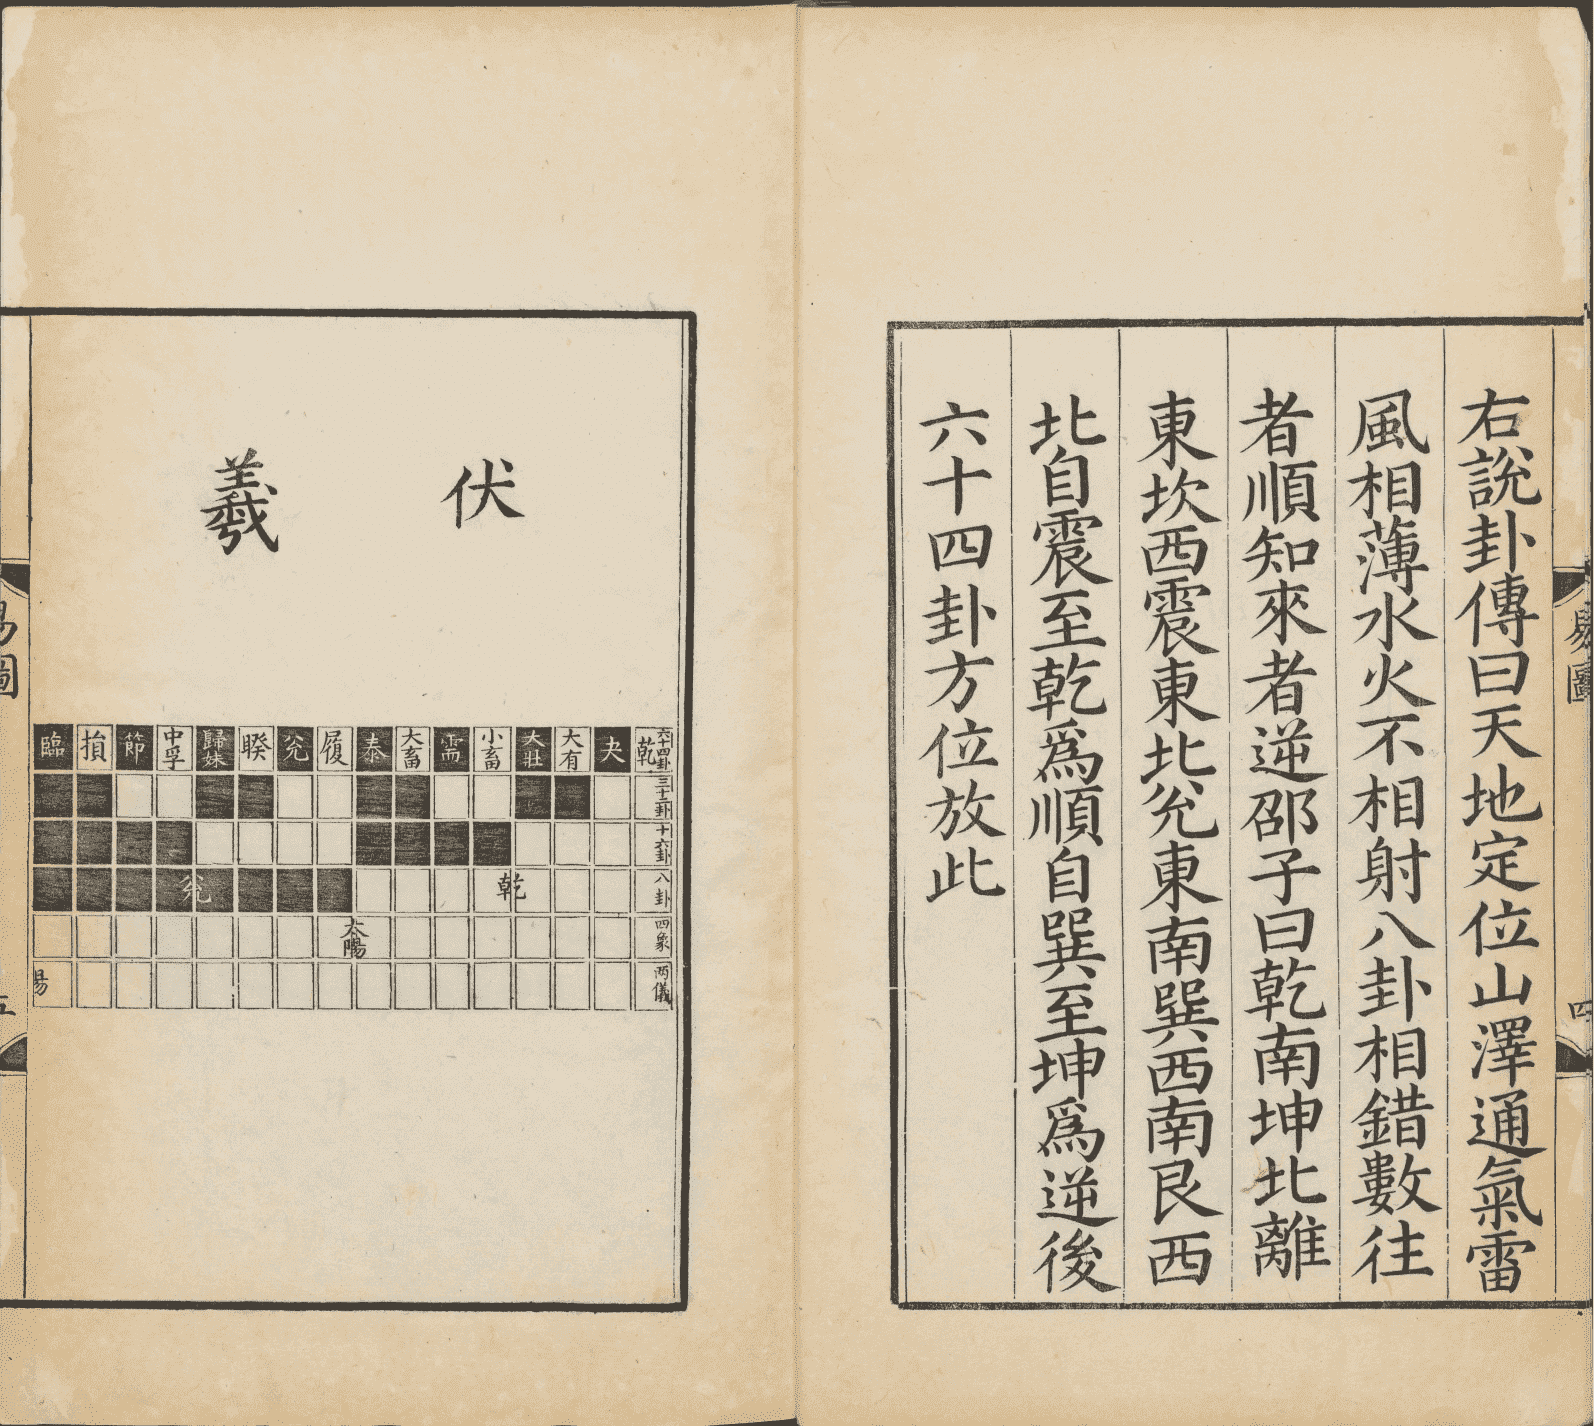 右說卦傳曰天地定位山澤通氣雷
風相薄水火不相射八卦相錯數往
者順知來者逆邵子曰乾南坤北離
東坎西震東北兊東南巽西南艮西
北自震至乾爲順自巽至坤爲逆後
六十四卦方位放此
易圖
四
伏
羲
六十四卦
乾
夬
大有
大壯
小畜
需
大畜
泰
履
兊
睽
歸妹
中孚
節
損
臨
三十二卦
十六卦
八卦
乾
兊
四象
太陽
兩儀
陽
易圖
五